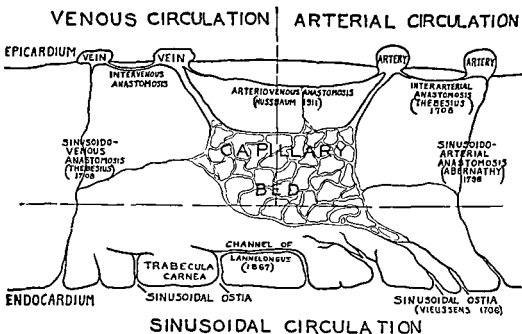 VENOUS CIRCULATION
ARTERIAL CIRCULATION
EPICARDIUM
VEIN
VEIN
ARTERY
ARTERY
INTERVENOUS
ANASTOMOSIS
ARTERIOVENOUS ANASTOMOSIS
(NUSSBAUM 1911)
INTERARTERIAL
ANASTOMOSIS
(THEBESIUS
1708
SINUSOIDO-
VENOUS
ANASTOMOSIS
(THEBESIUS)
1708
CAPILLARY
BED
SINUSOIDO-
ARTERIAL
ANASTOMOSIS
(ABERNATHY)
1798
CHANNEL OF
LANNELONGUS
(1867)
TRABECULA
CARNEA
ENDOCARDIUM
SINUSOIDAL OSTIA
SINUSOIDAL OSTIA
(VIEUSSENS 1706)
SINUSOIDAL CIRCULATION